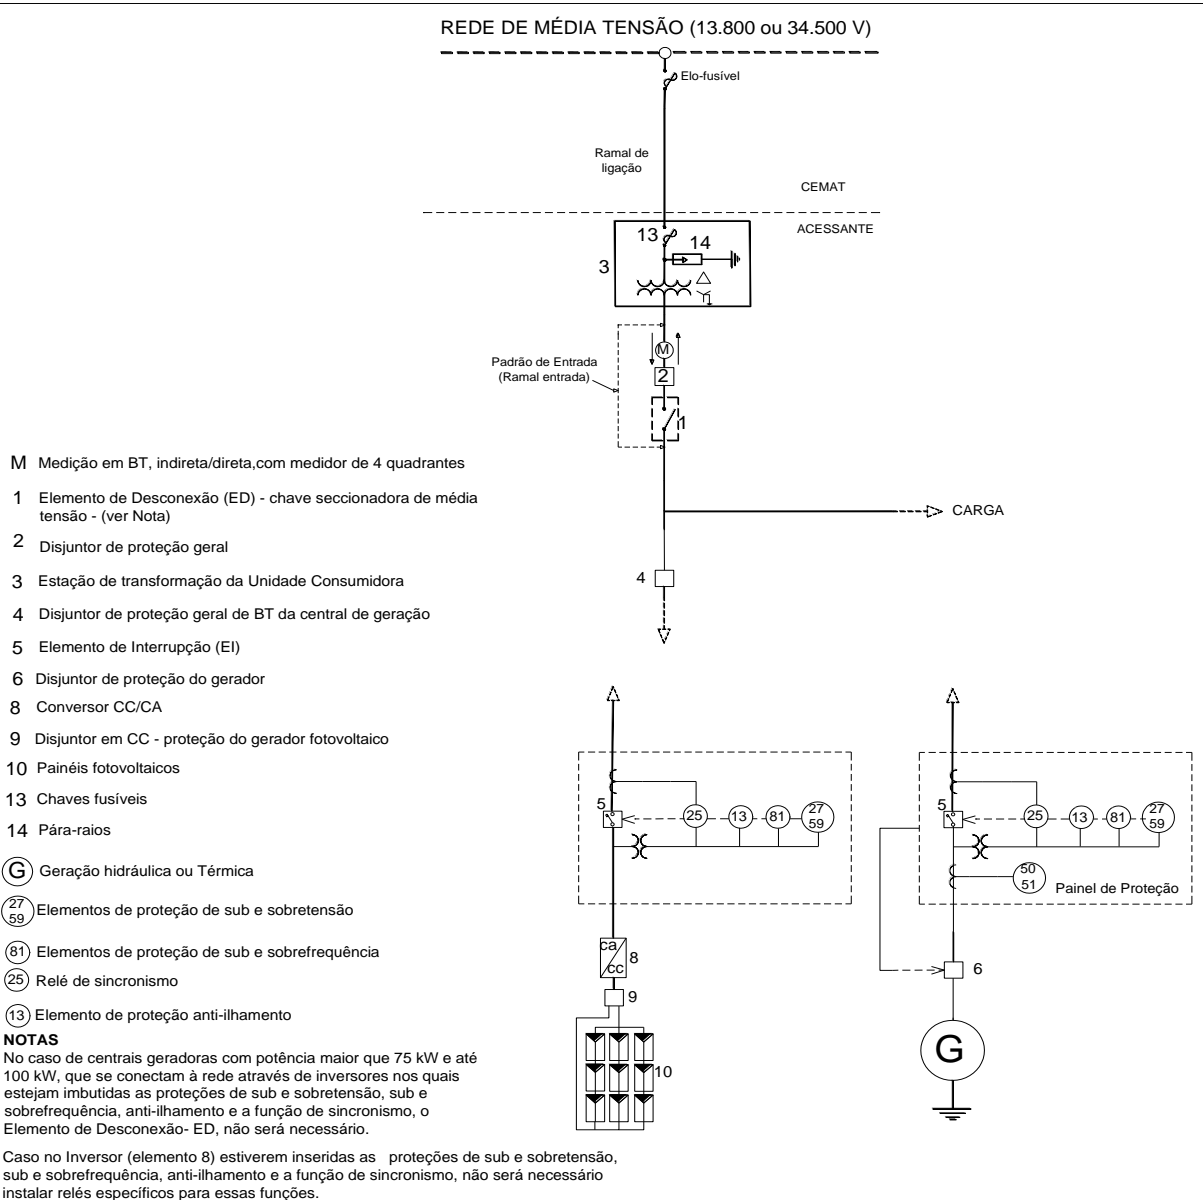 REDE DE MÉDIA TENSÃO (13.800 ou 34.500 V)
Elo-fusível
Ramal de
ligação
CEMAT
ACESSANTE
13
14
3
Padrão de Entrada
(Ramal entrada)
M
2
1
CARGA
4
M Medição em BT, indireta/direta,com medidor de 4 quadrantes
1 Elemento de Desconexão (ED) - chave seccionadora de média
tensão - (ver Nota)
2 Disjuntor de proteção geral
3 Estação de transformação da Unidade Consumidora
4 Disjuntor de proteção geral de BT da central de geração
5 Elemento de Interrupção (EI)
6 Disjuntor de proteção do gerador
8 Conversor CC/CA
9 Disjuntor em CC - proteção do gerador fotovoltaico
10 Painéis fotovoltaicos
13 Chaves fusíveis
14 Pára-raios
G Geração hidráulica ou Térmica
27
59 Elementos de proteção de sub e sobretensão
81 Elementos de proteção de sub e sobrefrequência
25 Relé de sincronismo
13 Elemento de proteção anti-ilhamento
5
25
13
81
27
59
ca
cc
8
9
10
5
25
13
81
27
59
50
51
Painel de Proteção
6
G
NOTAS
No caso de centrais geradoras com potência maior que 75 kW e até
100 kW, que se conectam à rede através de inversores nos quais
estejam imbutidas as proteções de sub e sobretensão, sub e
sobrefrequência, anti-ilhamento e a função de sincronismo, o
Elemento de Desconexão- ED, não será necessário.
Caso no Inversor (elemento 8) estiverem inseridas as proteções de sub e sobretensão,
sub e sobrefrequência, anti-ilhamento e a função de sincronismo, não será necessário
instalar relés específicos para essas funções.